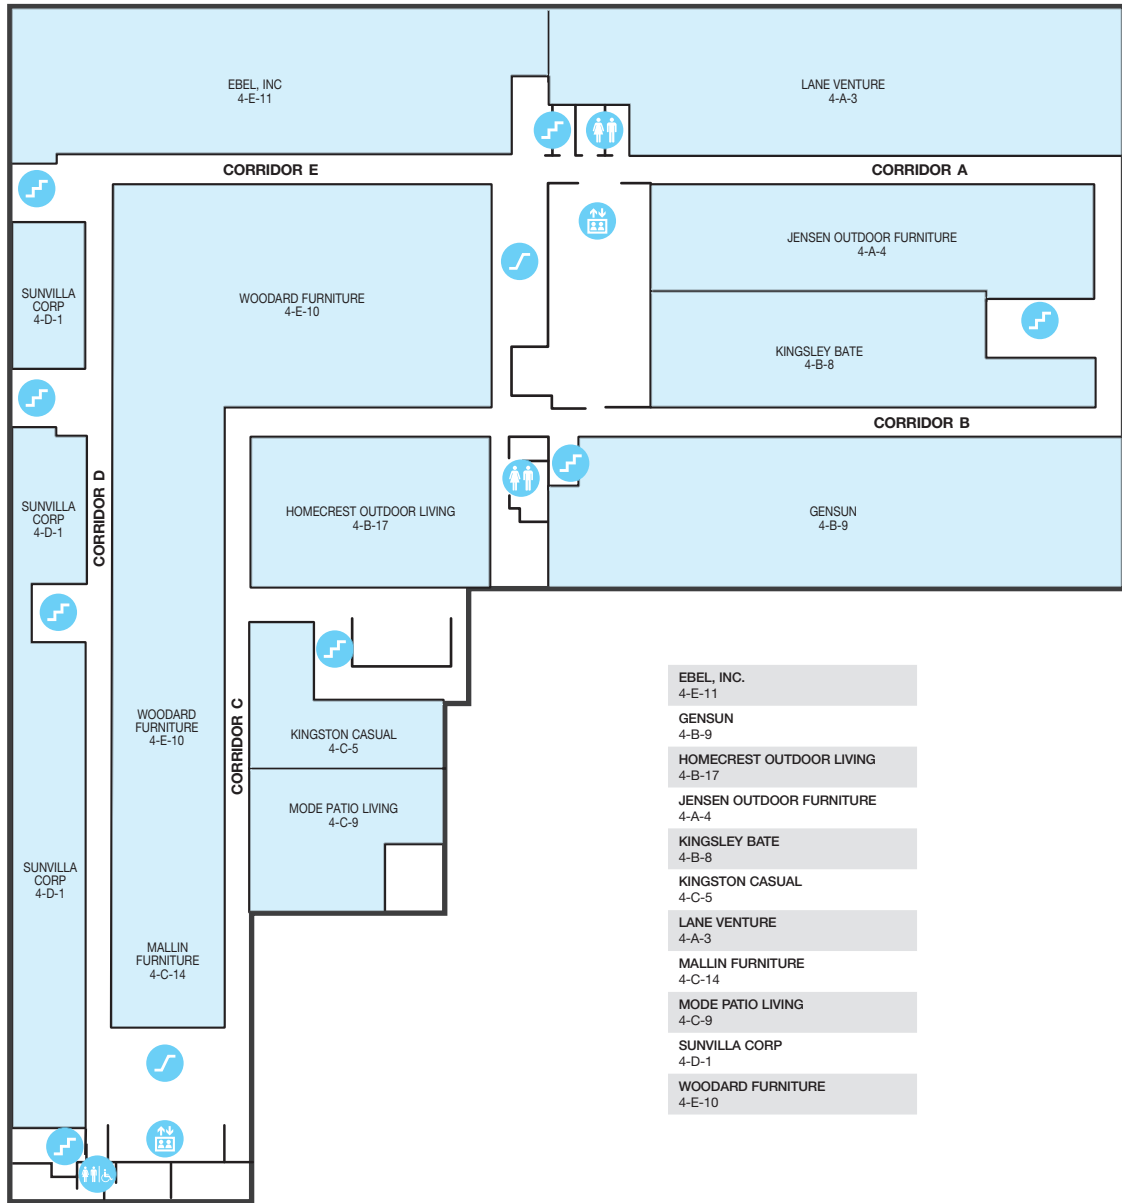 EBEL, INC
4-E-11
LANE VENTURE
4-A-3
CORRIDOR E
CORRIDOR A
JENSEN OUTDOOR FURNITURE
4-A-4
SUNVILLA
CORP
4-D-1
WOODARD FURNITURE
4-E-10
KINGSLEY BATE
4-B-8
CORRIDOR B
CORRIDOR D
SUNVILLA
CORP
4-D-1
HOMECREST OUTDOOR LIVING
4-B-17
GENSUN
4-B-9
WOODARD
FURNITURE
4-E-10
CORRIDOR C
KINGSTON CASUAL
4-C-5
MODE PATIO LIVING
4-C-9
SUNVILLA
CORP
4-D-1
MALLIN
FURNITURE
4-C-14
EBEL, INC.
4-E-11
GENSUN
4-B-9
HOMECREST OUTDOOR LIVING
4-B-17
JENSEN OUTDOOR FURNITURE
4-A-4
KINGSLEY BATE
4-B-8
KINGSTON CASUAL
4-C-5
LANE VENTURE
4-A-3
MALLIN FURNITURE
4-C-14
MODE PATIO LIVING
4-C-9
SUNVILLA CORP
4-D-1
WOODARD FURNITURE
4-E-10